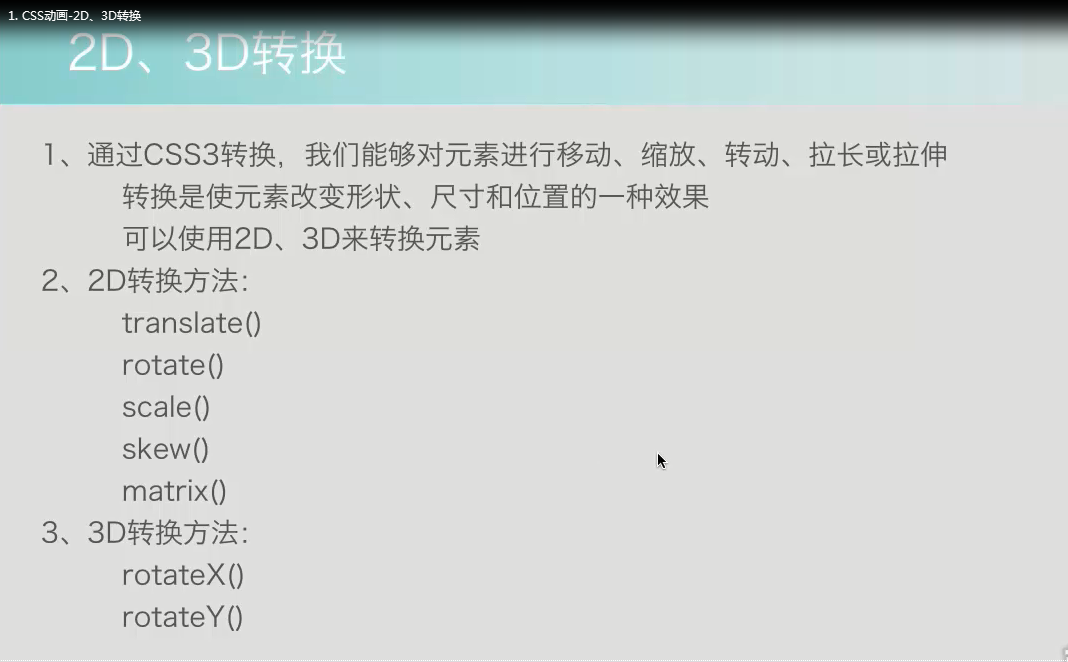 1. CSS动画-2D、3D转换
2D、3D转换
1、通过CSS3转换，我们能够对元素进行移动、缩放、转动、拉长或拉伸
转换是使元素改变形状、尺寸和位置的一种效果
可以使用2D、3D来转换元素
2、2D转换方法：
translate()
rotate()
scale()
skew()
matrix()
3、3D转换方法：
rotateX()
rotateY()